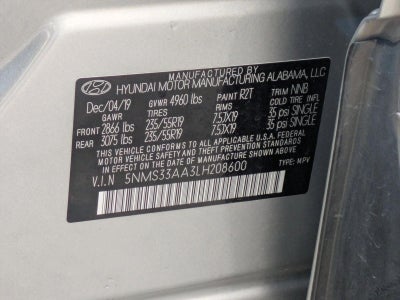 MANUFACTURED BY
HYUNDAI MOTOR MANUFACTURING ALABAMA, LLC
Dec/04/19 GVWR 4960 lbs PAINT R2T TRIM NNB
GAWR TIRES RIMS COLD TIRE INF.
FRONT 2866 lbs 235/55R19 7.5JX19 35 psi SINGLE
REAR 3075 lbs 235/55R19 7.5JX19 35 psi SINGLE
THIS VEHICLE CONFORMS TO ALL APPLICABLE FEDERAL
MOTOR VEHICLE SAFETY STANDARDS
IN EFFECT ON THE DATE OF MANUFACTURE SHOWN ABOVE.
V.I.N 5NMS33AA3LH208600 TYPE: MPV